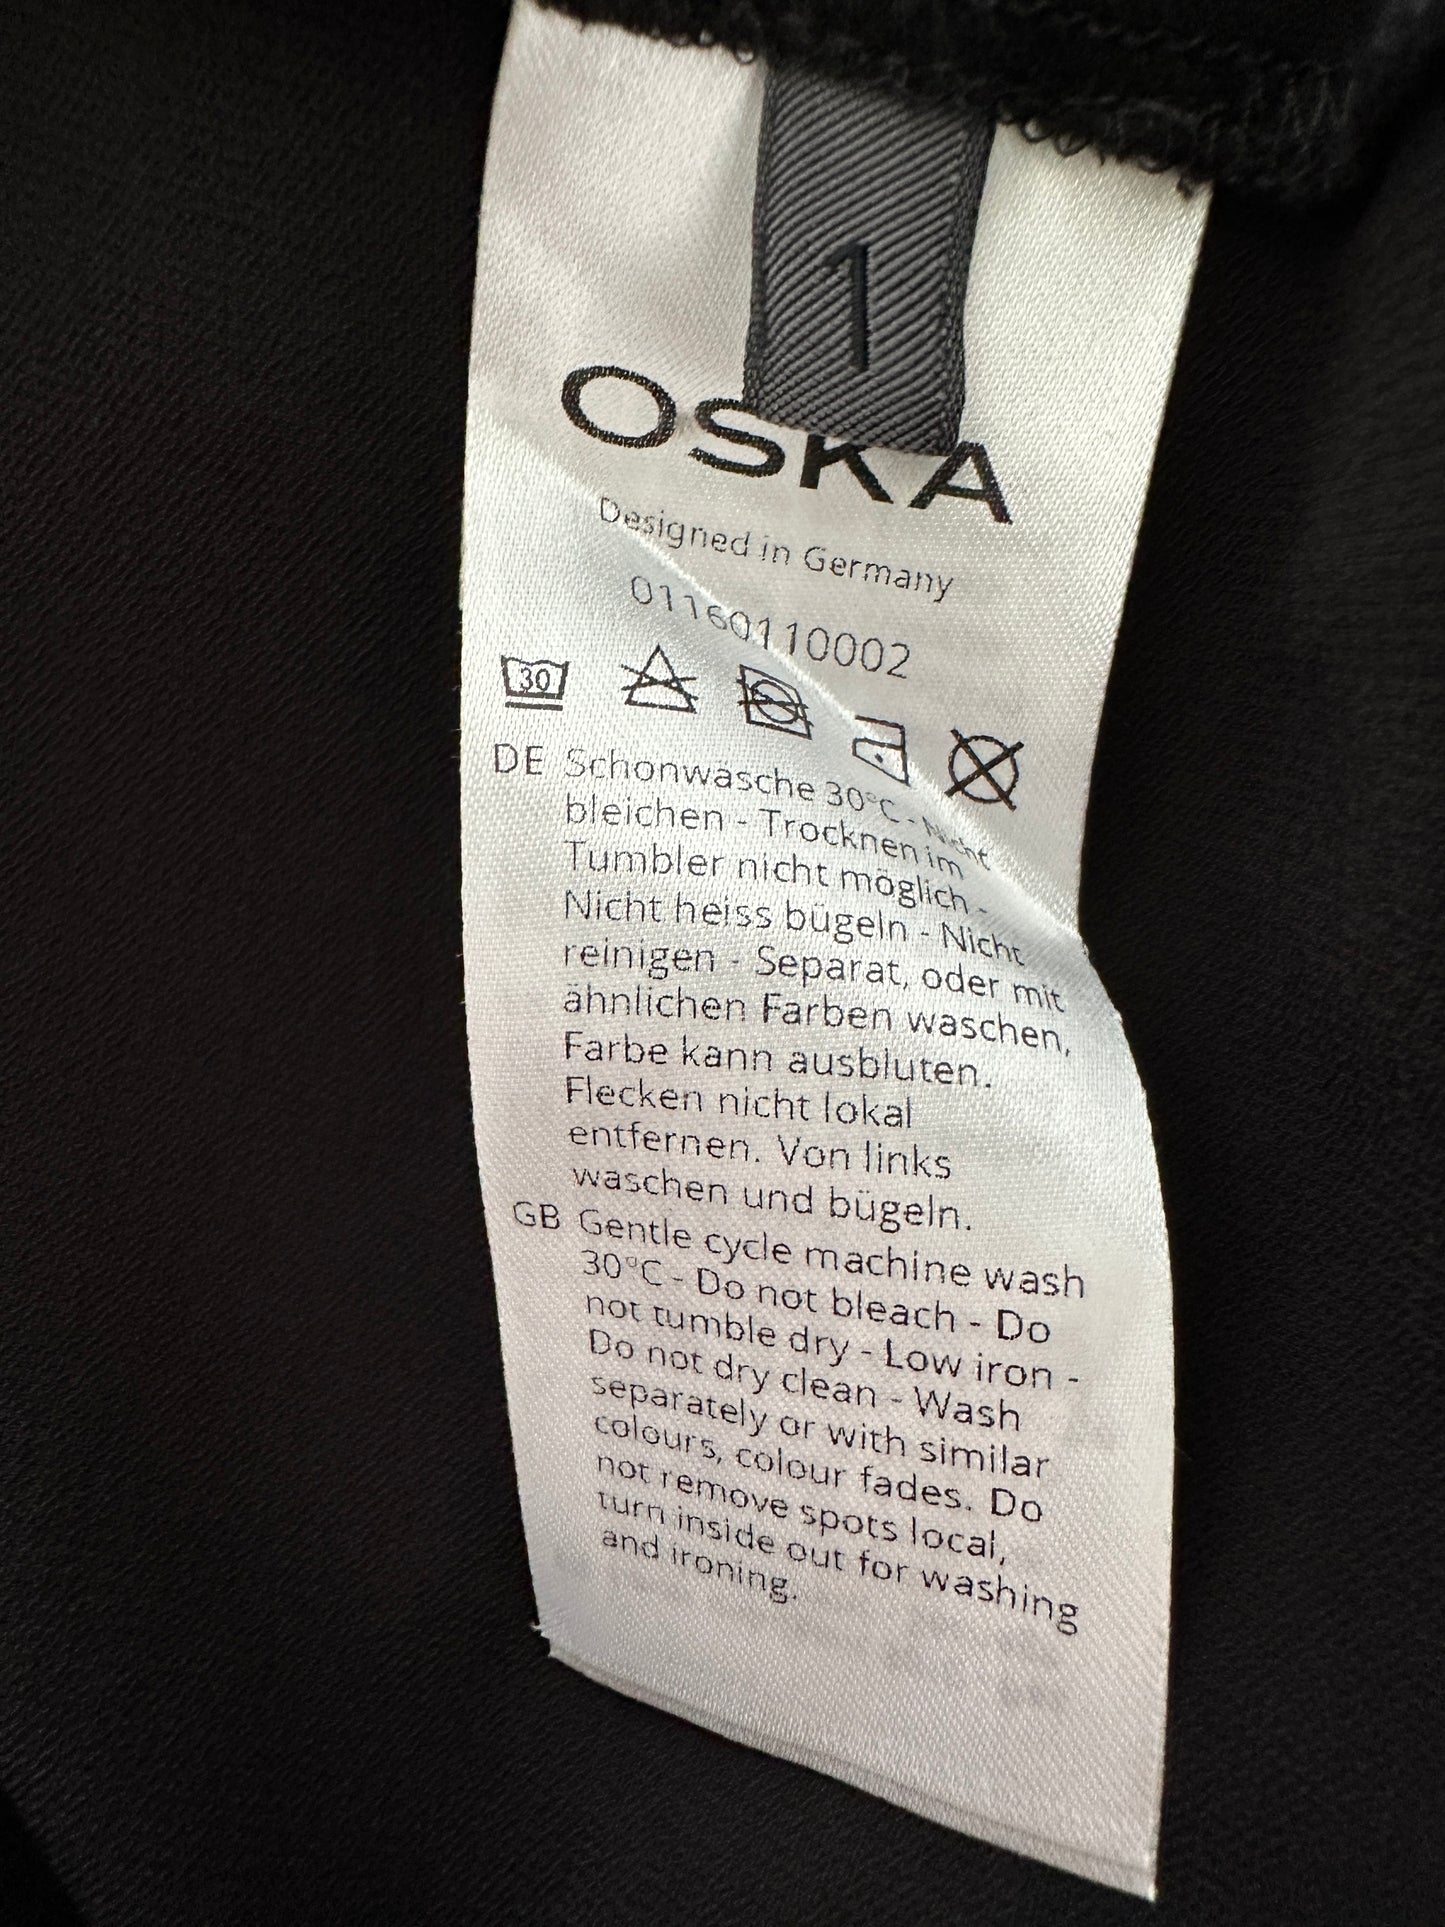 1
OSKA
Designed in Germany
01160110002
30
DE Schonwäsche 30°C - Nicht
bleichen - Trocknen im
Tumbler nicht möglich -
Nicht heiss bügeln - Nicht
reinigen - Separat, oder mit
ähnlichen Farben waschen,
Farbe kann ausbluten.
Flecken nicht lokal
entfernen. Von links
waschen und bügeln.
GB Gentle cycle machine wash
30°C - Do not bleach - Do
not tumble dry - Low iron -
Do not dry clean - Wash
separately or with similar
colours, colour fades. Do
not remove spots local,
turn inside out for washing
and ironing.